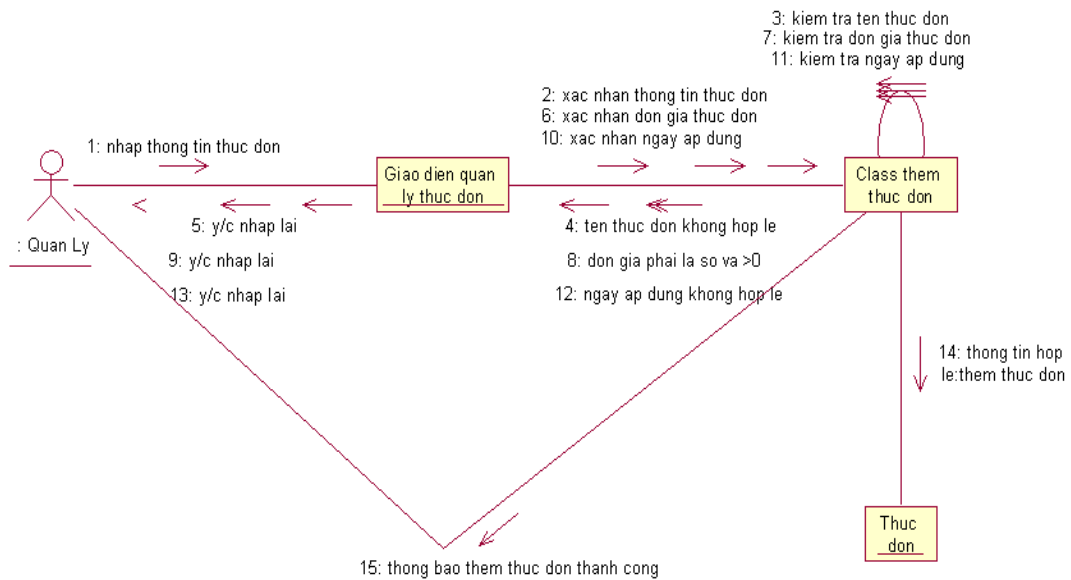 3: kiem tra ten thuc don
7: kiem tra don gia thuc don
11: kiem tra ngay ap dung
2: xac nhan thong tin thuc don
6: xac nhan don gia thuc don
10: xac nhan ngay ap dung
1: nhap thong tin thuc don
Giao dien quan
ly thuc don
Class them
thuc don
: Quan Ly
5: y/c nhap lai
9: y/c nhap lai
13: y/c nhap lai
4: ten thuc don khong hop le
8: don gia phai la so va >0
12: ngay ap dung khong hop le
14: thong tin hop
le:them thuc don
Thuc
don
15: thong bao them thuc don thanh cong